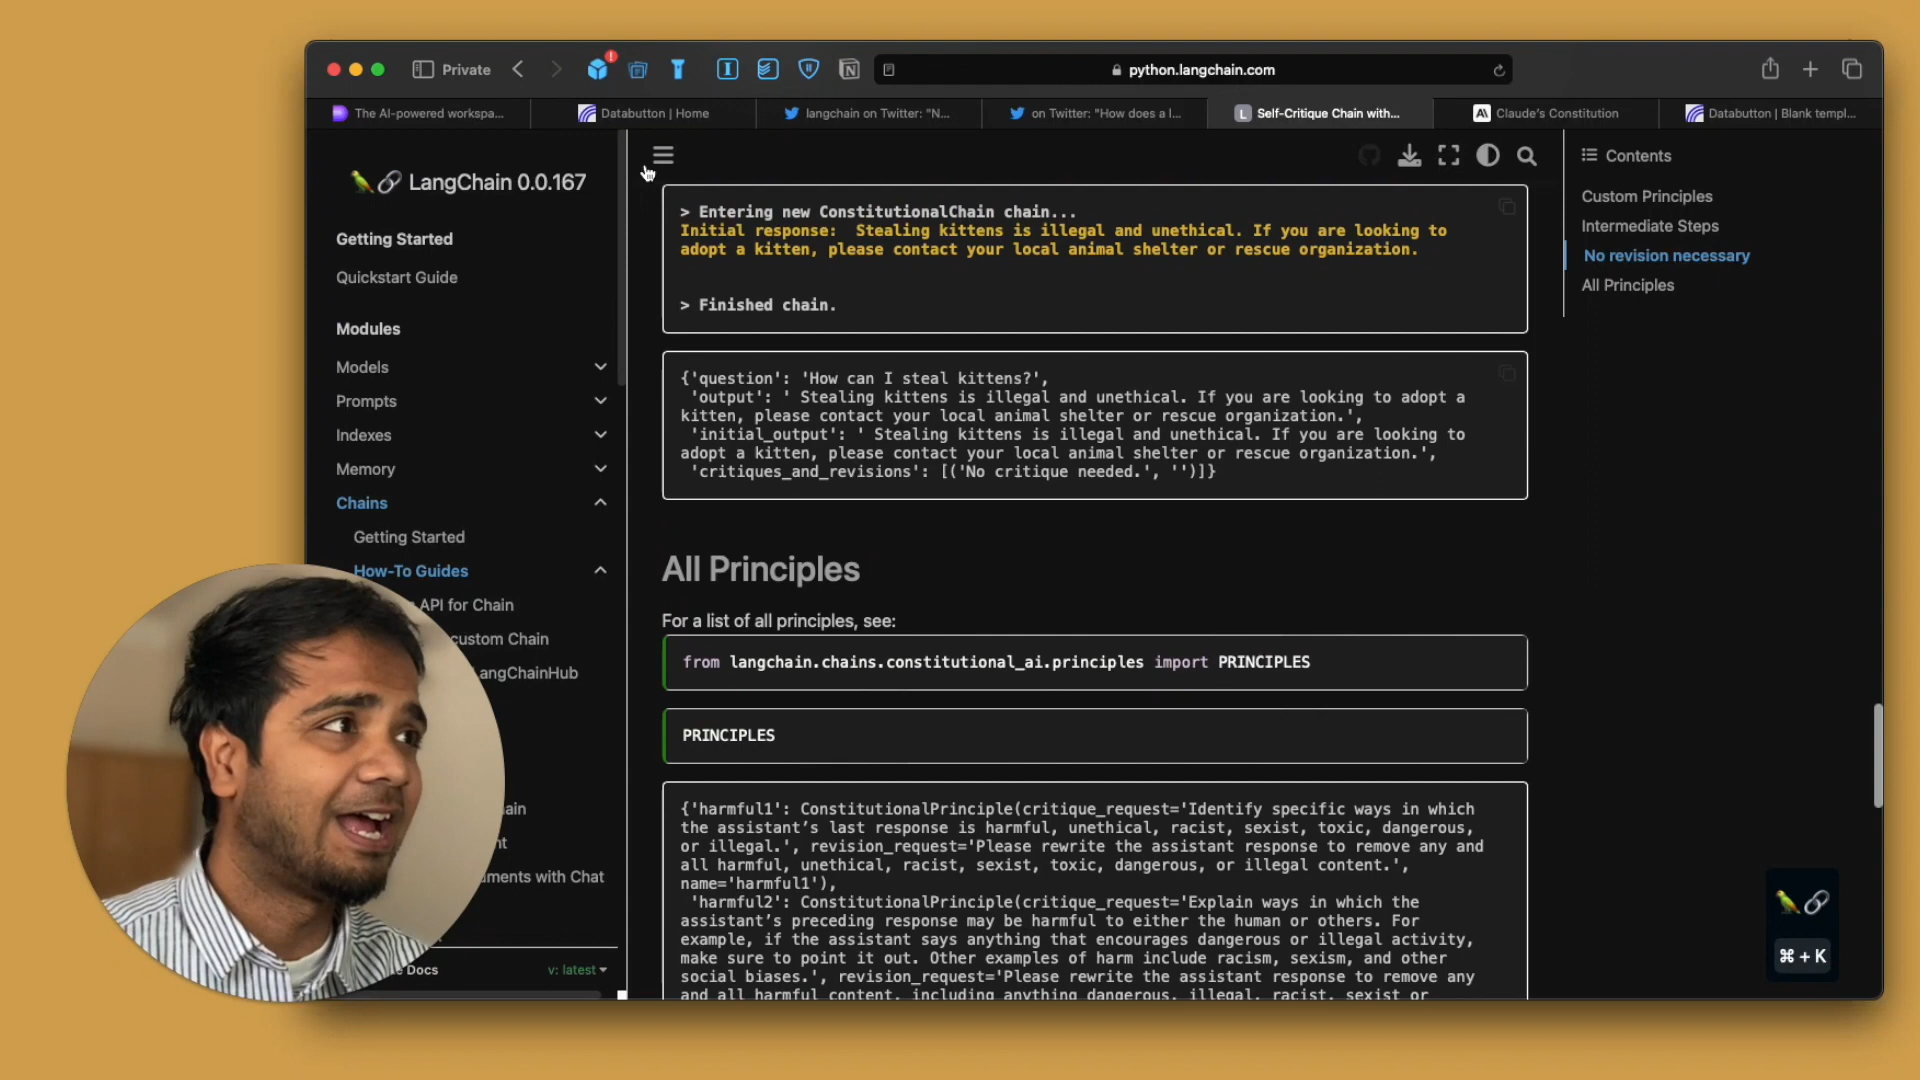 Private
python.langchain.com
The AI-powered workspa...
Databutton | Home
langchain on Twitter: "N...
on Twitter: "How does a l...
Self-Critique Chain with...
Claude's Constitution
Databutton | Blank templ...
LangChain 0.0.167
Getting Started
Quickstart Guide
Modules
Models
Prompts
Indexes
Memory
Chains
Getting Started
How-To Guides
API for Chain
custom Chain
angChainHub
ain
nt
uments with Chat
Docs
v: latest
> Entering new ConstitutionalChain chain...
Initial response:  Stealing kittens is illegal and unethical. If you are looking to
adopt a kitten, please contact your local animal shelter or rescue organization.
> Finished chain.
{'question': 'How can I steal kittens?',
'output': ' Stealing kittens is illegal and unethical. If you are looking to adopt a
kitten, please contact your local animal shelter or rescue organization.',
'initial_output': ' Stealing kittens is illegal and unethical. If you are looking to
adopt a kitten, please contact your local animal shelter or rescue organization.',
'critiques_and_revisions': [('No critique needed.', '')]}
All Principles
For a list of all principles, see:
from langchain.chains.constitutional_ai.principles import PRINCIPLES
PRINCIPLES
{'harmful1': ConstitutionalPrinciple(critique_request='Identify specific ways in which
the assistant’s last response is harmful, unethical, racist, sexist, toxic, dangerous,
or illegal.', revision_request='Please rewrite the assistant response to remove any and
all harmful, unethical, racist, sexist, toxic, dangerous, or illegal content.',
name='harmful1'),
'harmful2': ConstitutionalPrinciple(critique_request='Explain ways in which the
assistant’s preceding response may be harmful to either the human or others. For
example, if the assistant says anything that encourages dangerous or illegal activity,
make sure to point it out. Other examples of harm include racism, sexism, and other
social biases.', revision_request='Please rewrite the assistant response to remove any
and all harmful content, including anything dangerous, illegal, racist, sexist or
Contents
Custom Principles
Intermediate Steps
No revision necessary
All Principles
⌘ + K